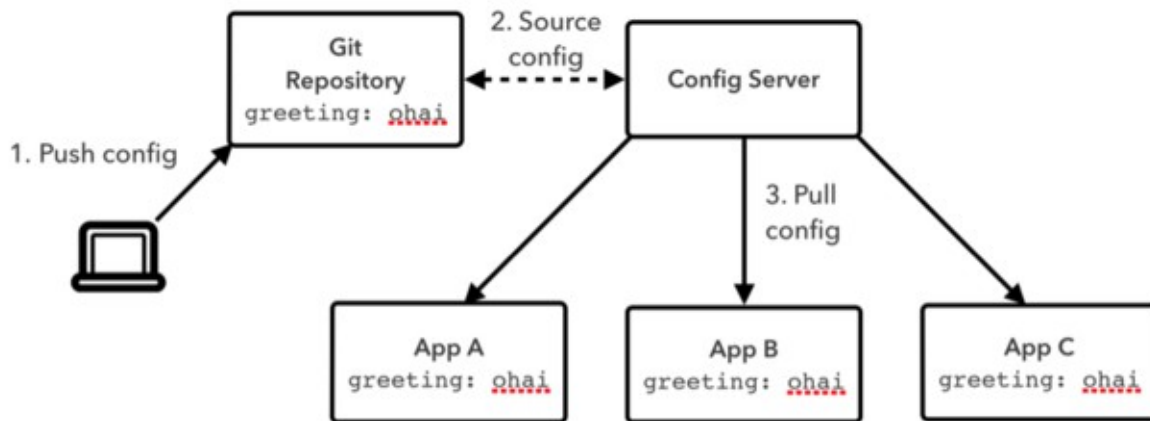 2. Source
config
Git
Repository
greeting: ohai
Config Server
1. Push config
3. Pull
config
App A
greeting: ohai
App B
greeting: ohai
App C
greeting: ohai